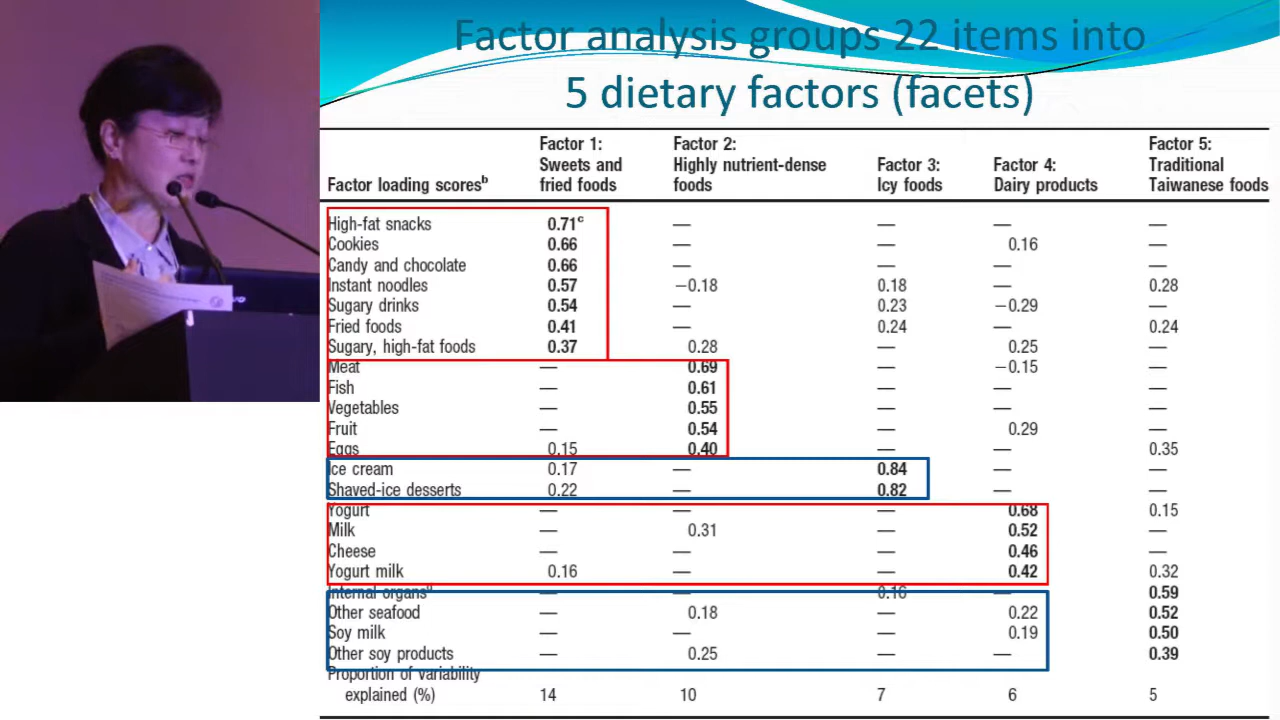 Factor analysis groups 22 items into
5 dietary factors (facets)
Factor loading scoresb Factor 1: Sweets and fried foods Factor 2: Highly nutrient-dense foods Factor 3: Icy foods Factor 4: Dairy products Factor 5: Traditional Taiwanese foods
High-fat snacks 0.71c — — — —
Cookies 0.66 — — 0.16 —
Candy and chocolate 0.66 — — — —
Instant noodles 0.57 −0.18 0.18 — 0.28
Sugary drinks 0.54 — 0.23 −0.29 —
Fried foods 0.41 — 0.24 — 0.24
Sugary, high-fat foods 0.37 0.28 — 0.25 —
Meat — 0.69 — −0.15 —
Fish — 0.61 — — —
Vegetables — 0.55 — — —
Fruit — 0.54 — 0.29 —
Eggs 0.15 0.40 — — 0.35
Ice cream 0.17 — 0.84 — —
Shaved-ice desserts 0.22 — 0.82 — —
Yogurt — — — 0.68 0.15
Milk — 0.31 — 0.52 —
Cheese — — — 0.46 —
Yogurt milk 0.16 — — 0.42 0.32
Internal organsd — — 0.16 — 0.59
Other seafood — 0.18 — 0.22 0.52
Soy milk — — — 0.19 0.50
Other soy products — 0.25 — — 0.39
Proportion of variability
explained (%) 14 10 7 6 5